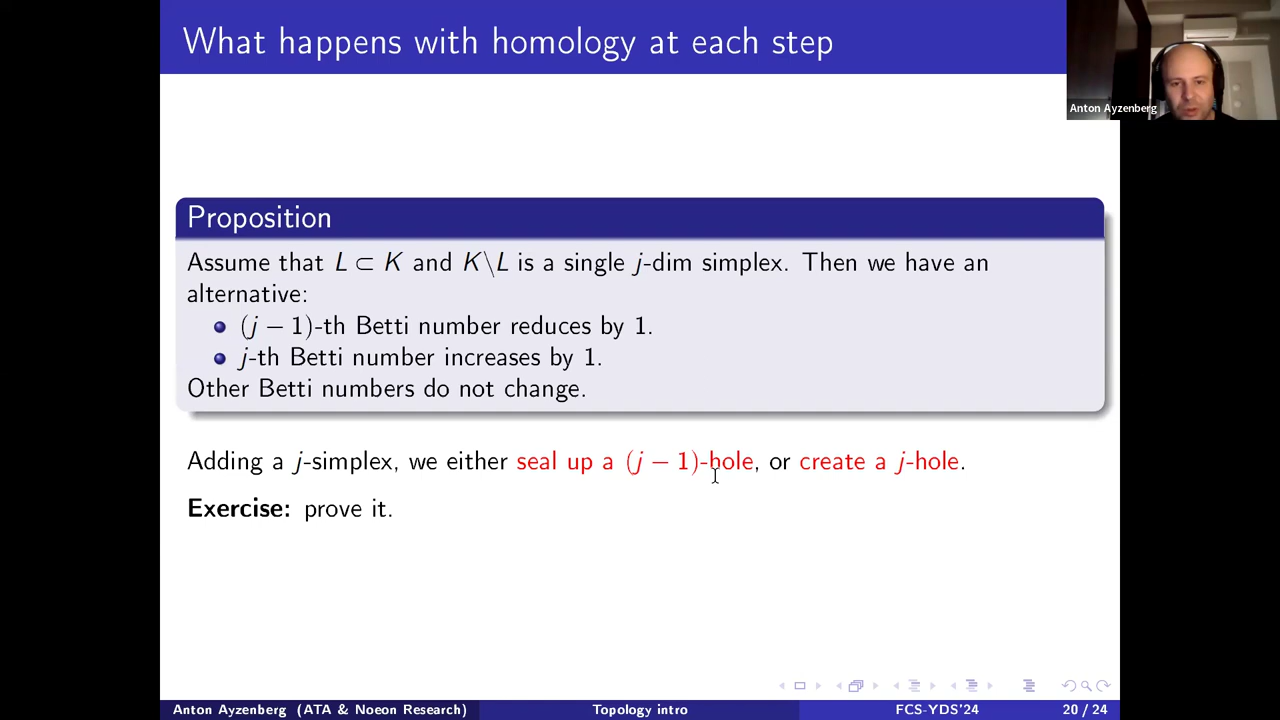 What happens with homology at each step
Anton Ayzenberg
Proposition
Assume that L ⊂ K and K\L is a single j-dim simplex. Then we have an
alternative:
(j − 1)-th Betti number reduces by 1.
j-th Betti number increases by 1.
Other Betti numbers do not change.
Adding a j-simplex, we either seal up a (j − 1)-hole, or create a j-hole.
Exercise: prove it.
Anton Ayzenberg (ATA & Noeon Research) Topology intro FCS-YDS'24 20 / 24